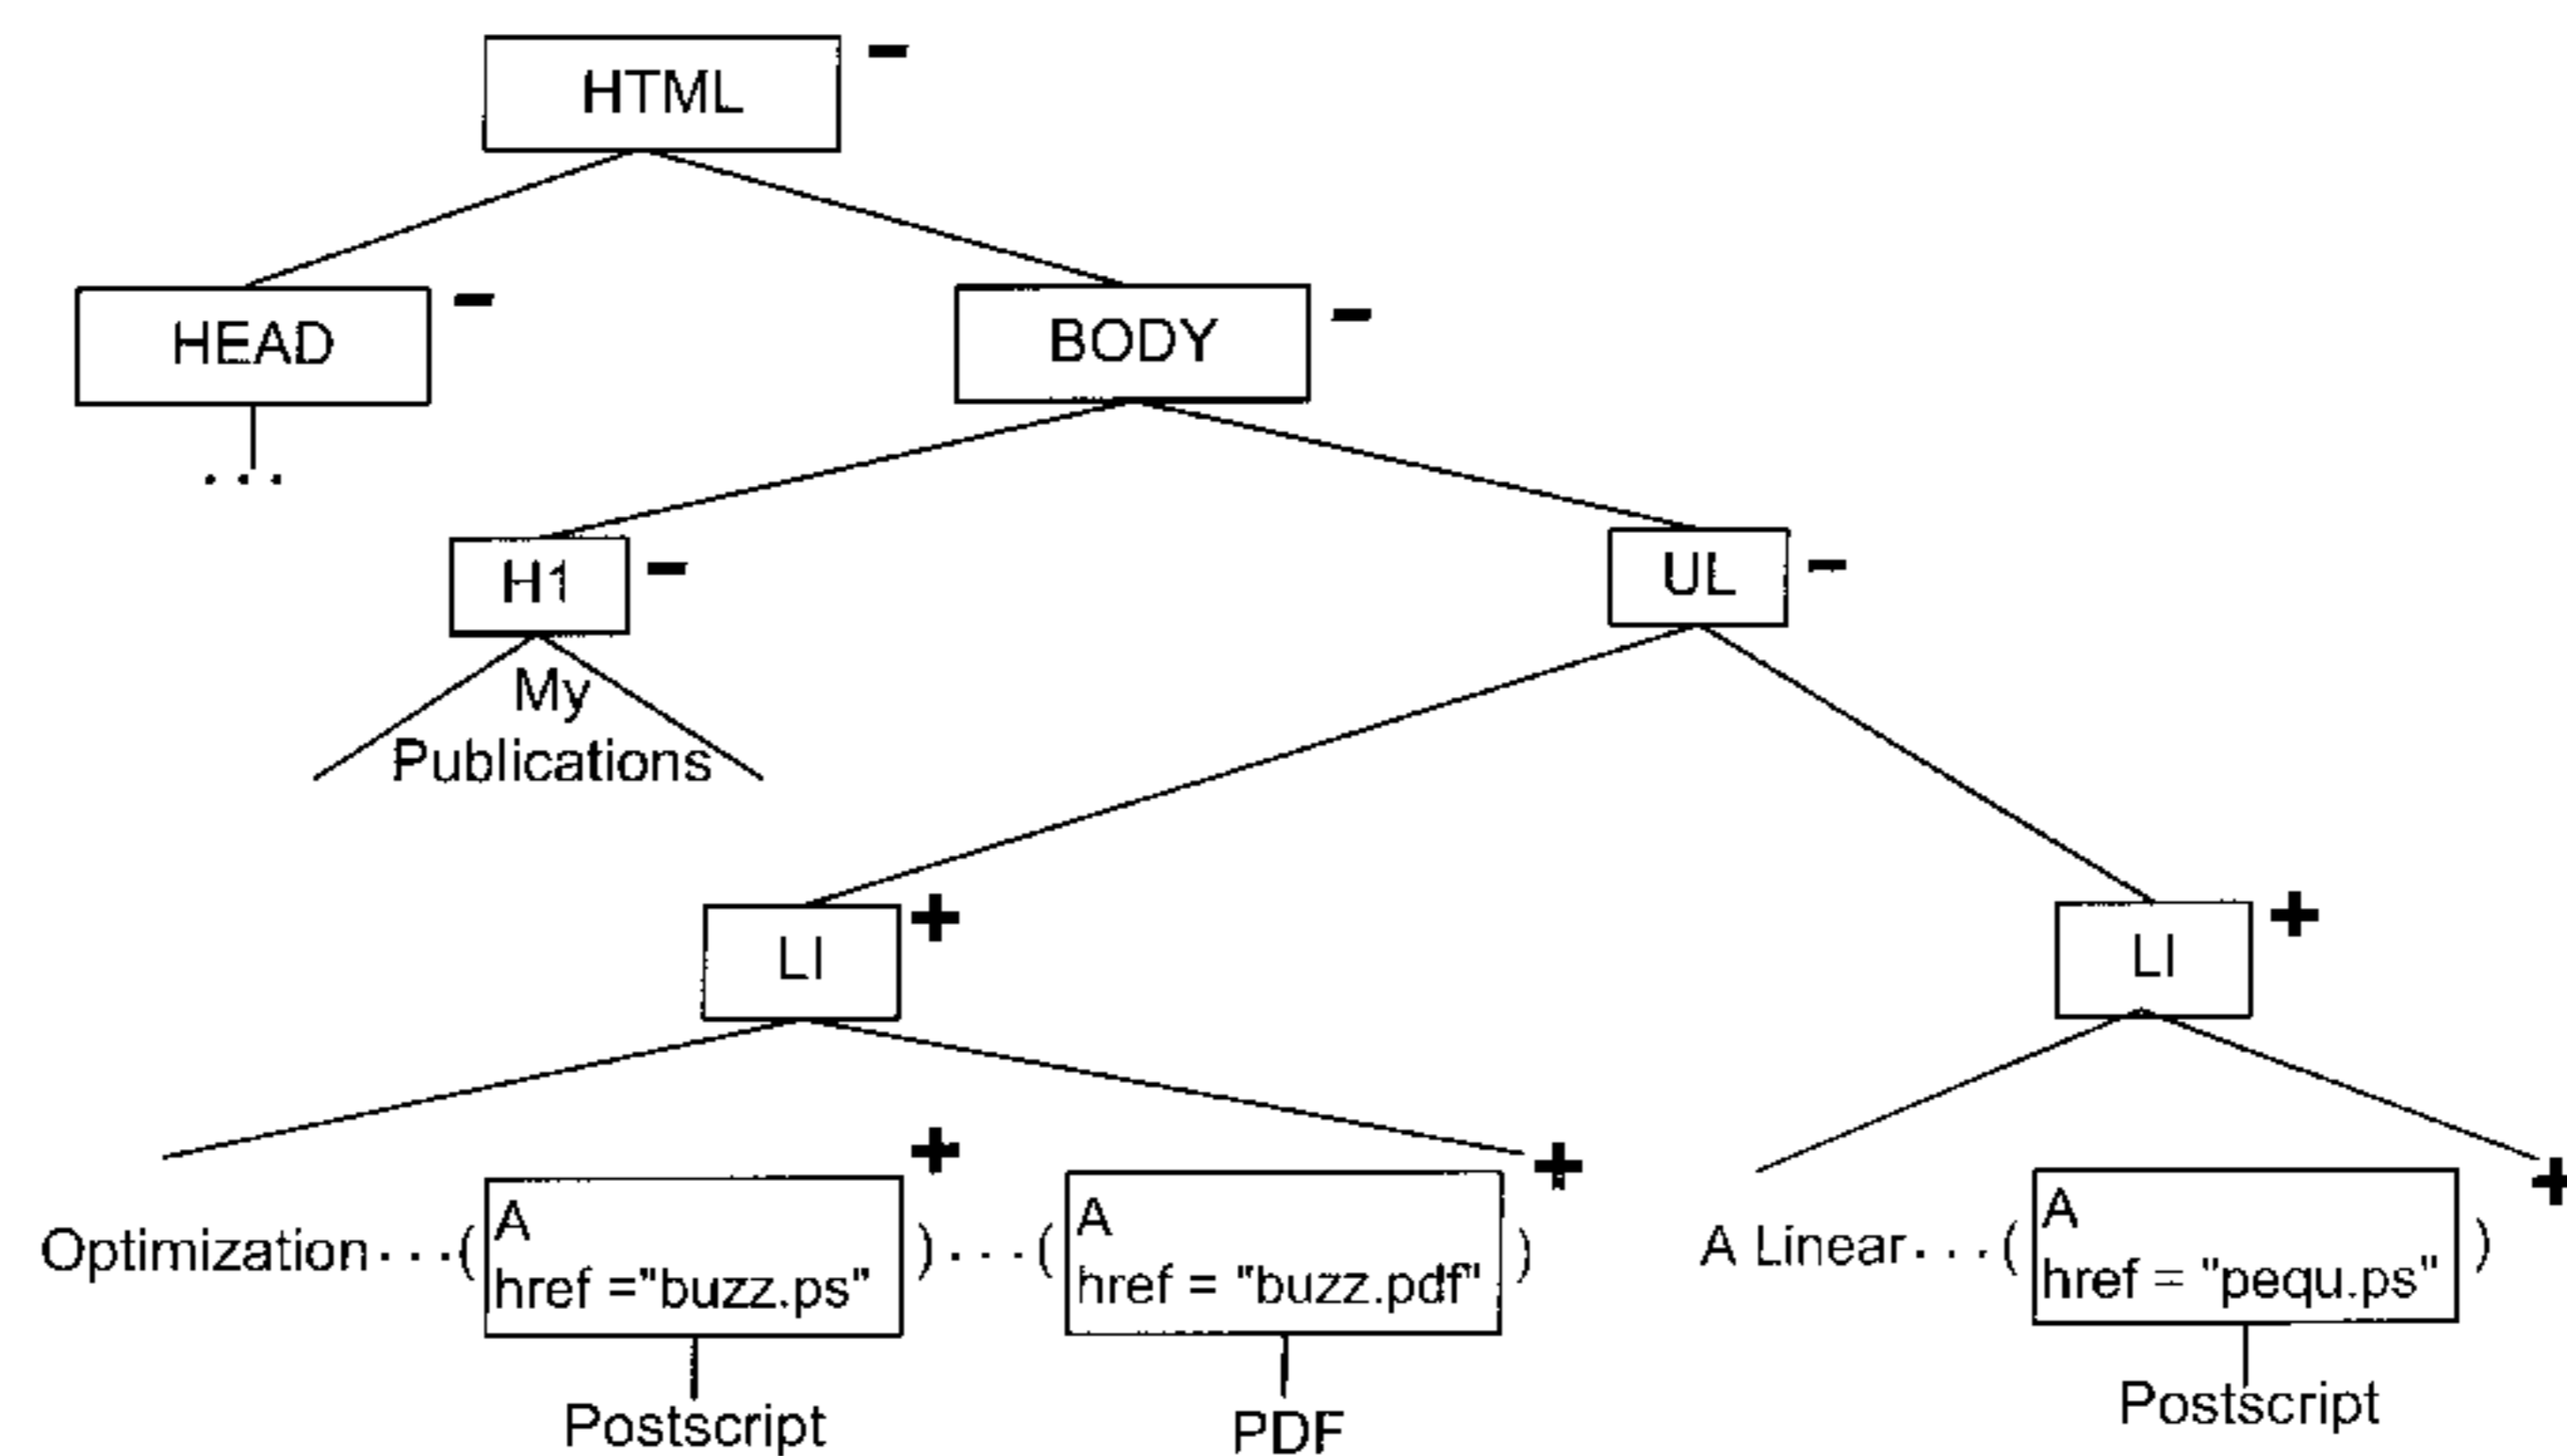 HTML -
HEAD - BODY -
...
H1 - UL -
My
Publications
LI + LI +
+ + +
Optimization...( A )...( A ) A Linear...( A )
href ="buzz.ps" href = "buzz.pdf" href = "pequ.ps"
Postscript PDF Postscript